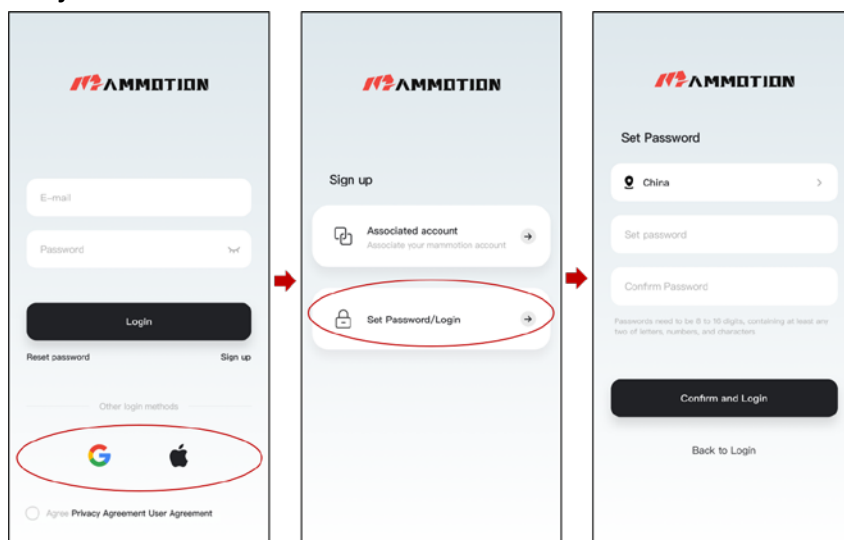 MAMMOTION
E-mail
Password
Login
Reset password
Sign up
Other login methods
Agree Privacy Agreement User Agreement
MAMMOTION
Sign up
Associated account
Associate your mammotion account
Set Password/Login
MAMMOTION
Set Password
China
Set password
Confirm Password
Passwords need to be 8 to 16 digits, containing at least are
two of letters, numbers, and characters
Confirm and Login
Back to Login